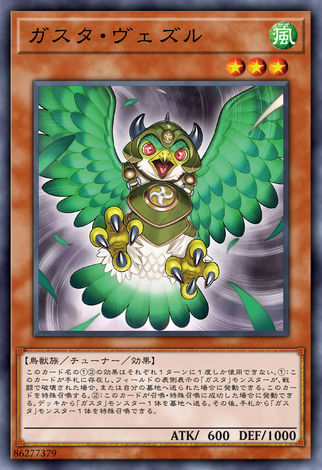 ガスタ・ヴェズル
風
【鳥獣族／チューナー／効果】
このカード名の①②の効果はそれぞれ1ターンに1度しか使用できない。①：こ
のカードが手札に存在し、フィールドの表側表示の「ガスタ」モンスターが、戦
闘で破壊された場合、または自分の墓地へ送られた場合に発動できる。このカード
を特殊召喚する。②：このカードが召喚・特殊召喚に成功した場合に発動でき
る。デッキから「ガスタ」モンスター1体を墓地へ送る。その後、手札から「ガス
タ」モンスター1体を特殊召喚できる。
ATK/ 600 DEF/1000
86277379